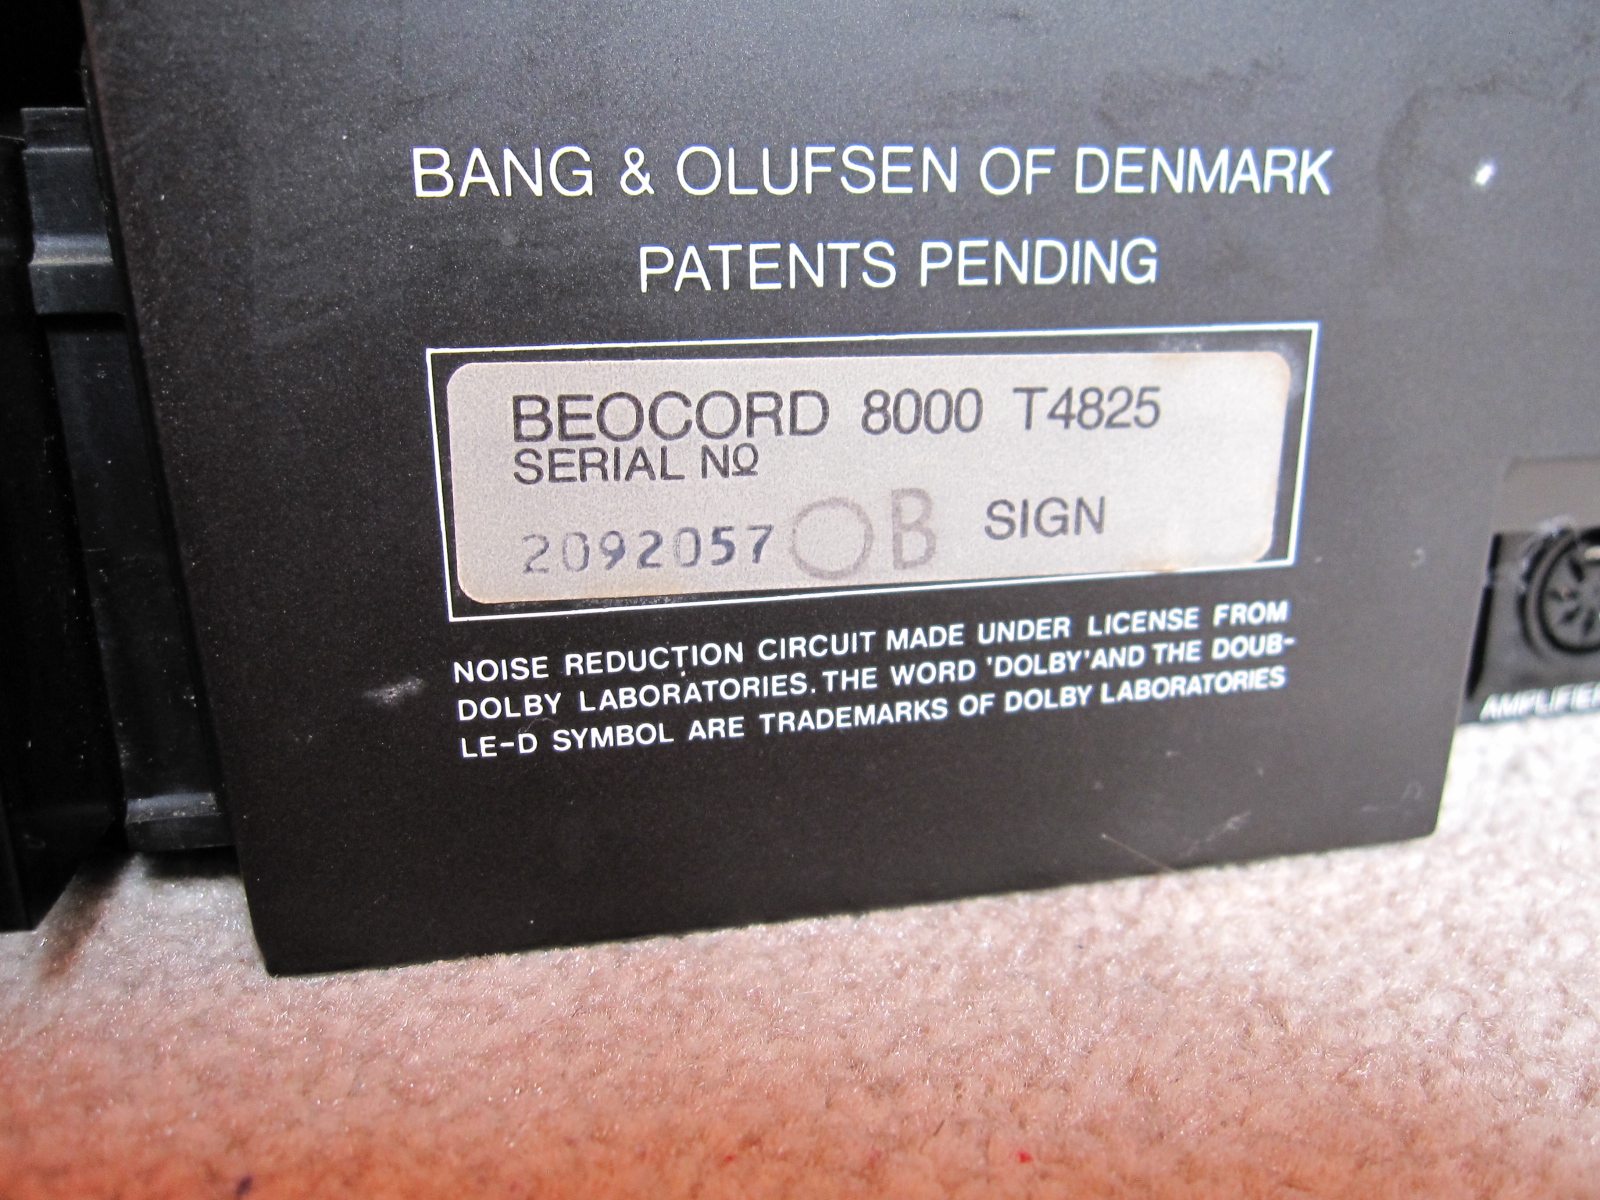 BANG & OLUFSEN OF DENMARK
PATENTS PENDING
BEOCORD 8000 T4825
SERIAL Nº
2092057 OB SIGN
NOISE REDUCTION CIRCUIT MADE UNDER LICENSE FROM
DOLBY LABORATORIES. THE WORD 'DOLBY' AND THE DOUB-
LE-D SYMBOL ARE TRADEMARKS OF DOLBY LABORATORIES
AMPLIFIER